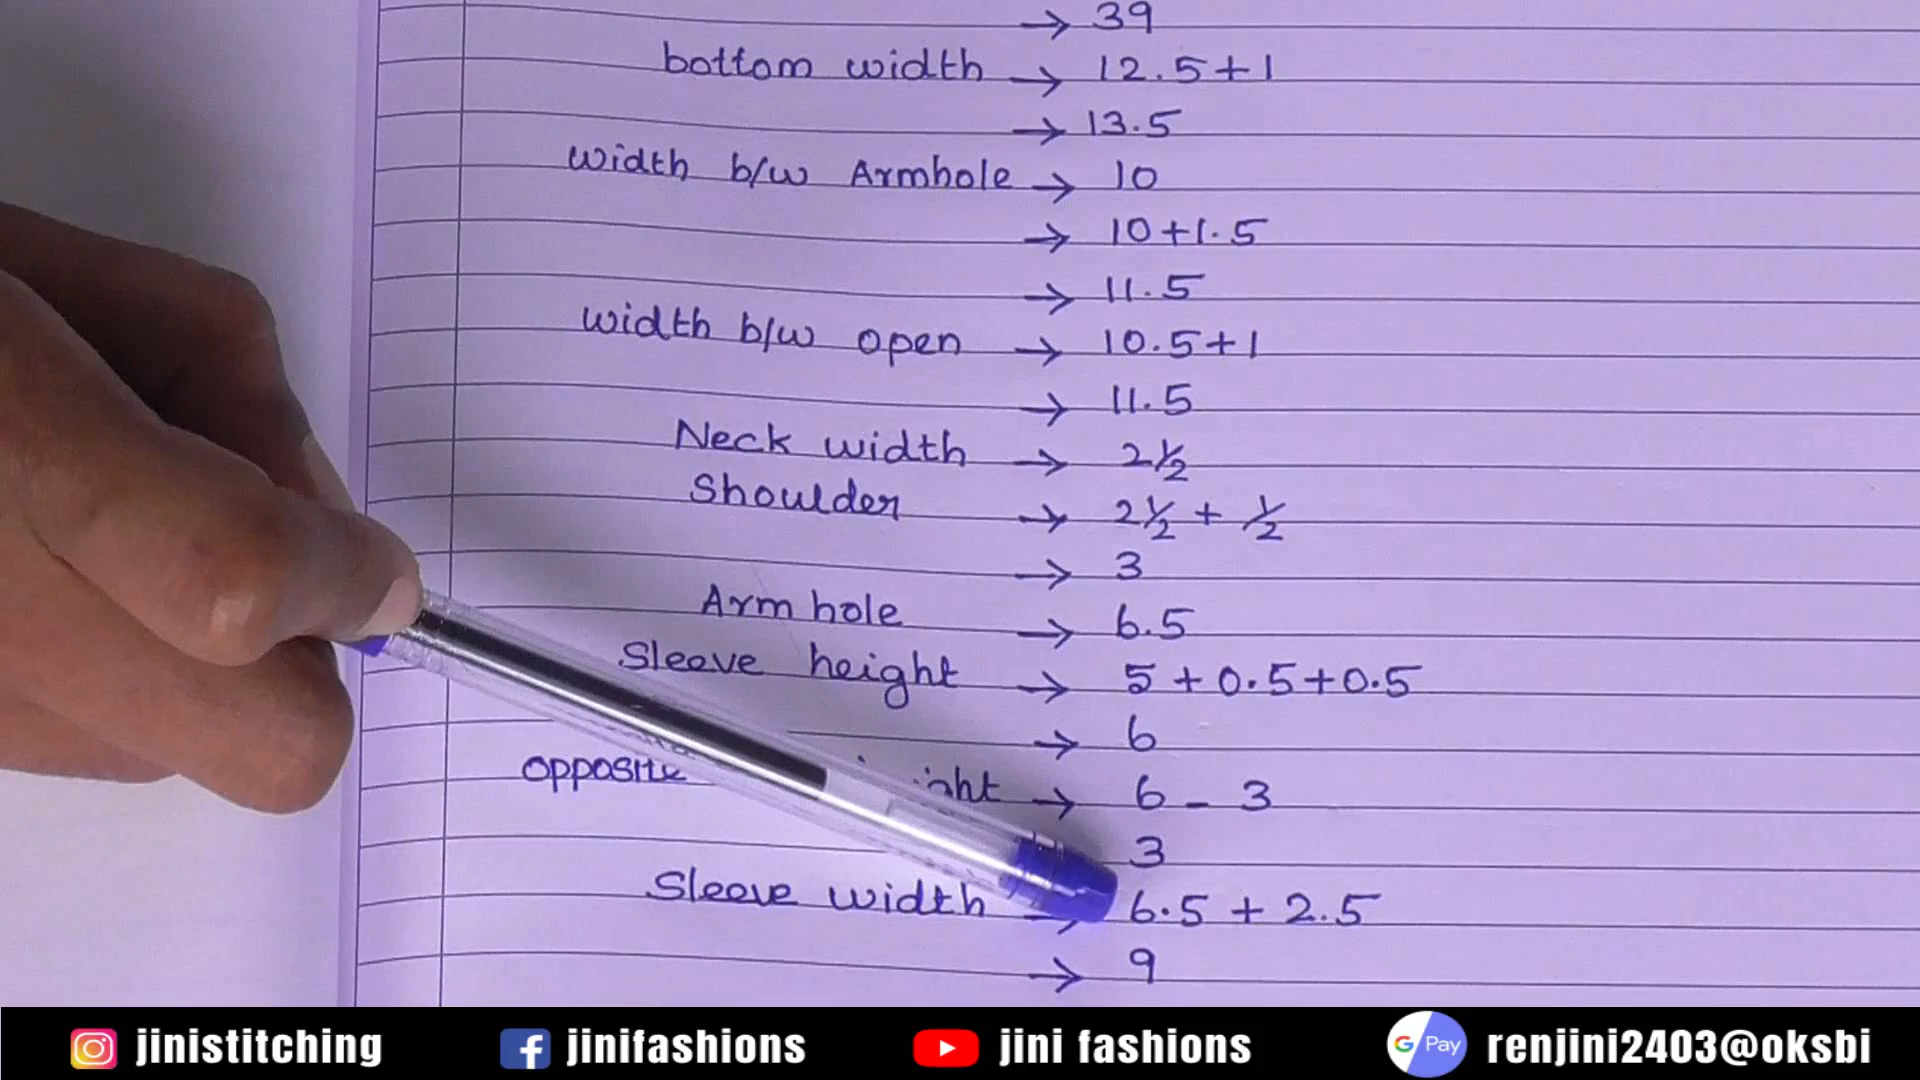 → 39
bottom width → 12.5+1
→ 13.5
width b/w Armhole → 10
→ 10+1.5
→ 11.5
width b/w open → 10.5+1
→ 11.5
Neck width → 2½
Shoulder → 2½ + ½
→ 3
Armhole → 6.5
Sleeve height → 5 + 0.5+0.5
→ 6
opposite → 6 - 3
3
Sleeve width → 6.5 + 2.5
→ 9
jinistitching jinifashions jini fashions G Pay renjini2403@oksbi